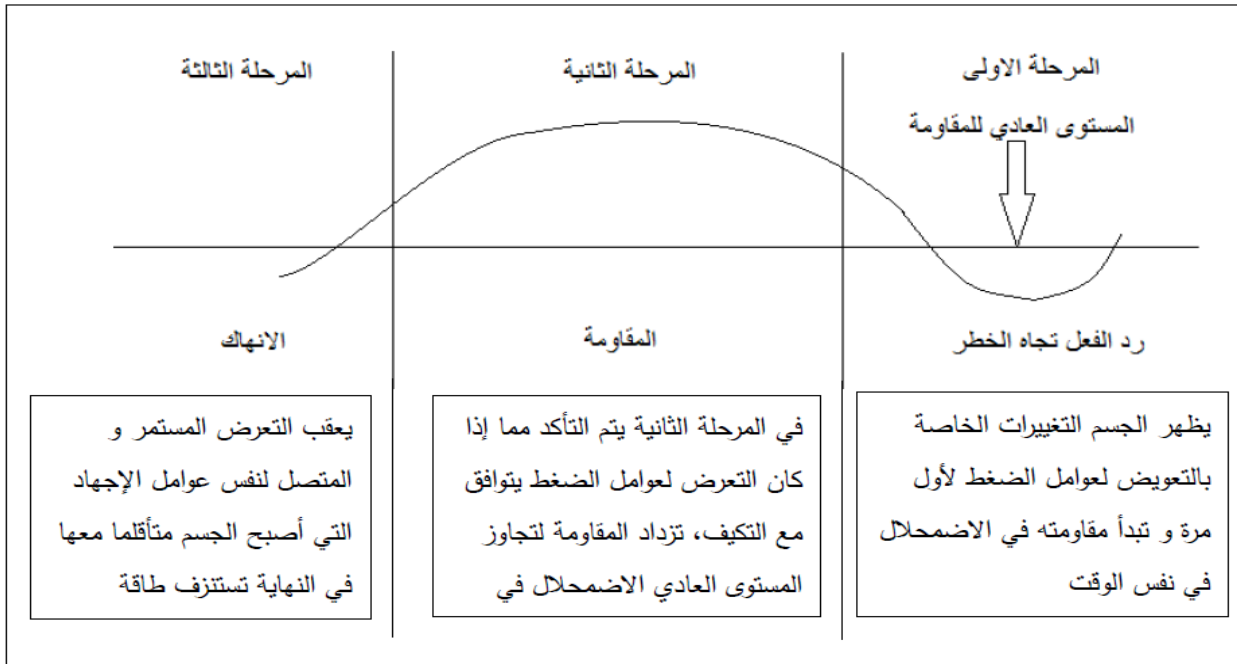 المرحلة الاولى
المرحلة الثانية
المرحلة الثالثة
المستوى العادي للمقاومة
رد الفعل تجاه الخطر
المقاومة
الانهاك
يظهر الجسم التغييرات الخاصة
بالتعويض لعوامل الضغط لأول
مرة و تبدأ مقاومته في الاضمحلال
في نفس الوقت
في المرحلة الثانية يتم التأكد مما إذا
كان التعرض لعوامل الضغط يتوافق
مع التكيف، تزداد المقاومة لتجاوز
المستوى العادي الاضمحلال في
يعقب التعرض المستمر و
المتصل لنفس عوامل الإجهاد
التي أصبح الجسم متأقلما معها
في النهاية تستنزف طاقة